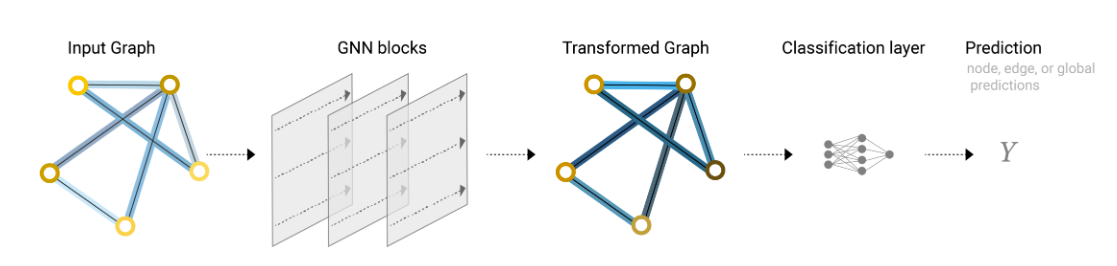 Input Graph
GNN blocks
Transformed Graph
Classification layer
Prediction
node, edge, or global
predictions
Y